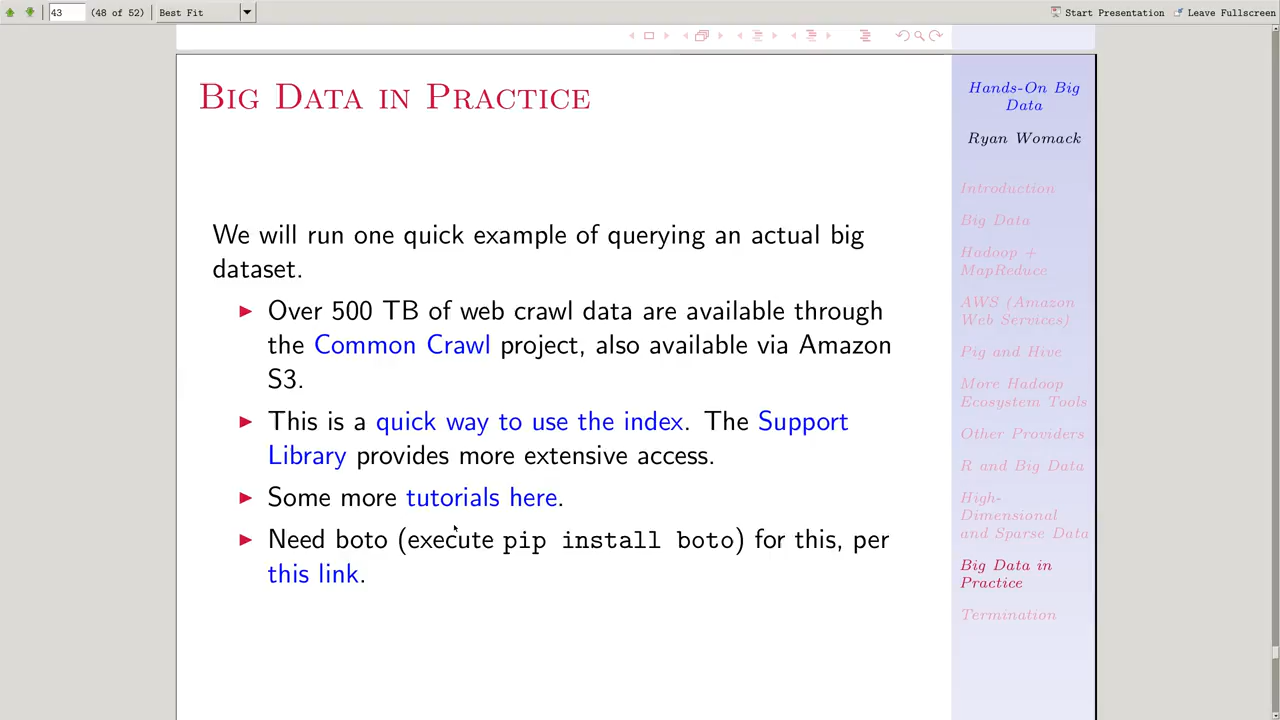 43 (48 of 52) Best Fit Start Presentation Leave Fullscreen
BIG DATA IN PRACTICE
We will run one quick example of querying an actual big
dataset.
Over 500 TB of web crawl data are available through
the Common Crawl project, also available via Amazon
S3.
This is a quick way to use the index. The Support
Library provides more extensive access.
Some more tutorials here.
Need boto (execute pip install boto) for this, per
this link.
Hands-On Big
Data
Ryan Womack
Introduction
Big Data
Hadoop +
MapReduce
AWS (Amazon
Web Services)
Pig and Hive
More Hadoop
Ecosystem Tools
Other Providers
R and Big Data
High-
Dimensional
and Sparse Data
Big Data in
Practice
Termination